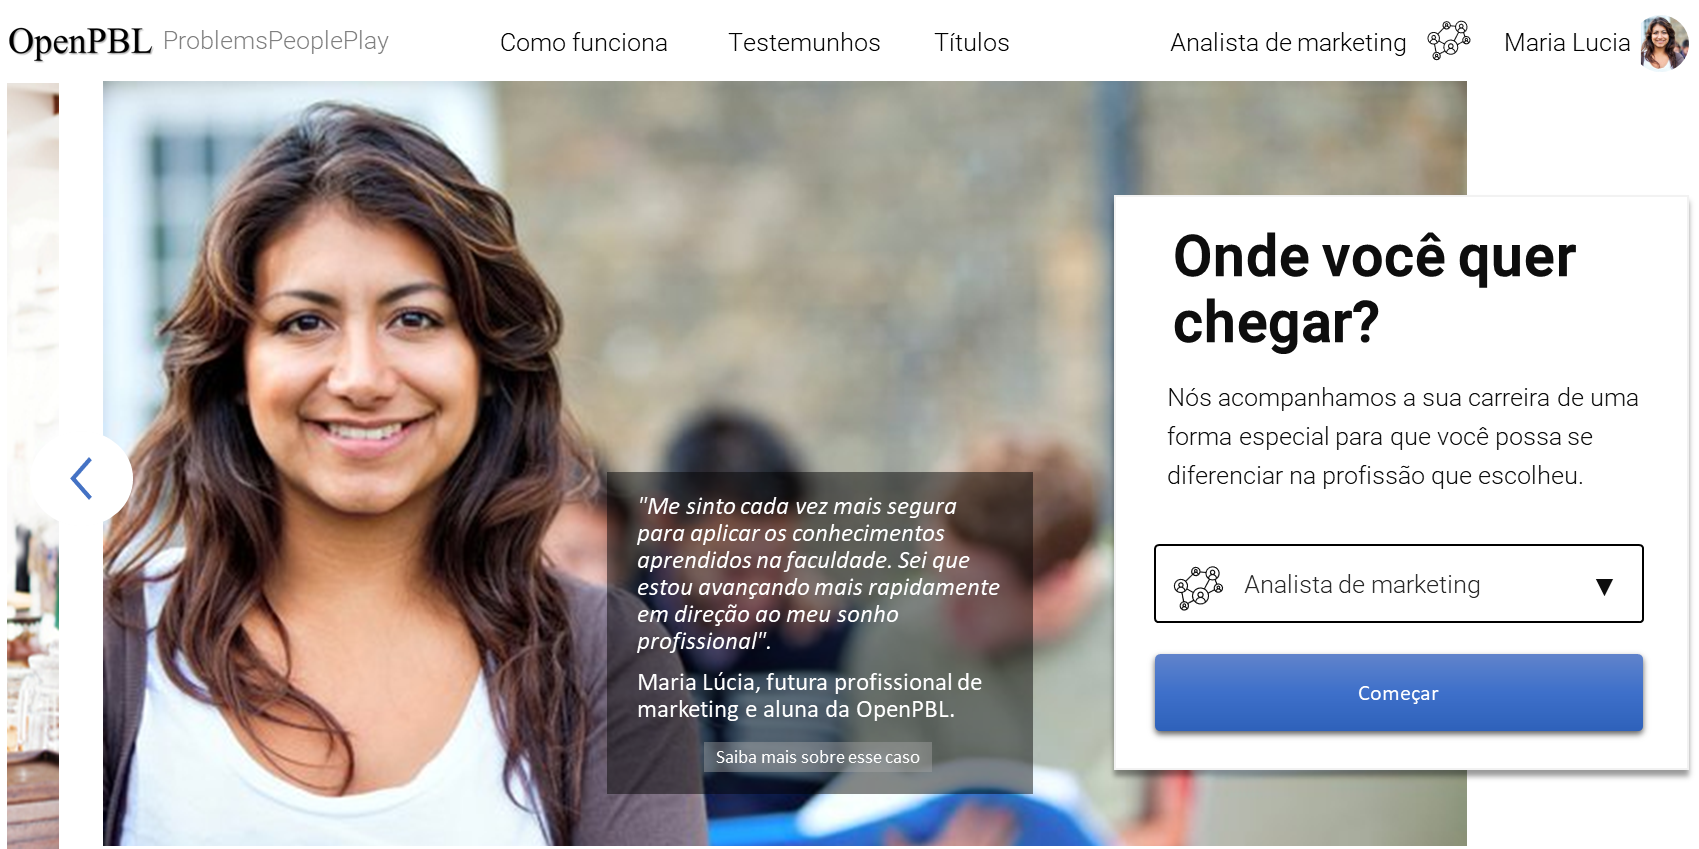 OpenPBL ProblemsPeoplePlay
Como funciona
Testemunhos
Títulos
Analista de marketing
Maria Lucia
"Me sinto cada vez mais segura
para aplicar os conhecimentos
aprendidos na faculdade. Sei que
estou avançando mais rapidamente
em direção ao meu sonho
profissional".
Maria Lúcia, futura profissional de
marketing e aluna da OpenPBL.
Saiba mais sobre esse caso
Onde você quer
chegar?
Nós acompanhamos a sua carreira de uma
forma especial para que você possa se
diferenciar na profissão que escolheu.
Analista de marketing
Começar